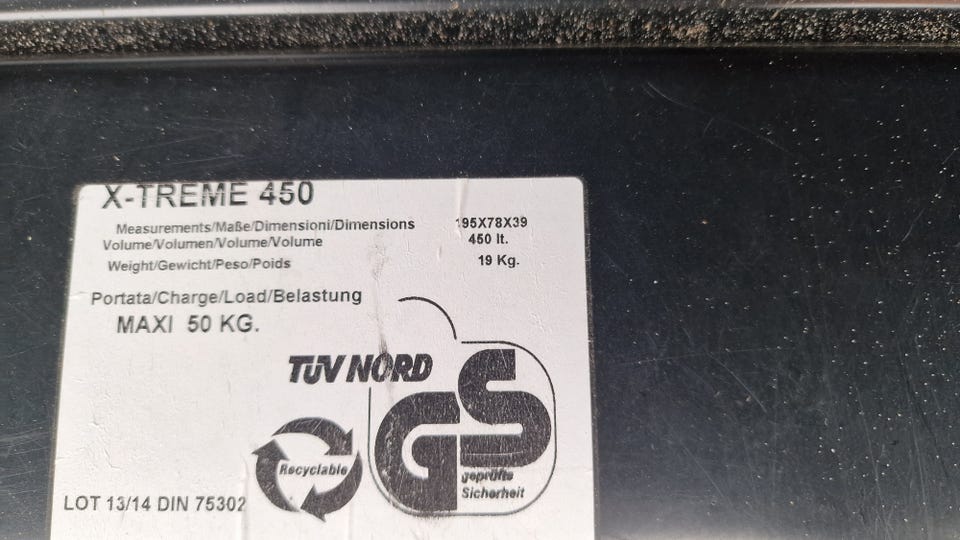 X-TREME 450
Measurements/Maße/Dimensioni/Dimensions 195X78X39
Volume/Volumen/Volume/Volume 450 lt.
Weight/Gewicht/Peso/Poids 19 Kg.
Portata/Charge/Load/Belastung
MAXI 50 KG.
TÜV NORD
GS
geprüfte
Sicherheit
Recyclable
LOT 13/14 DIN 75302